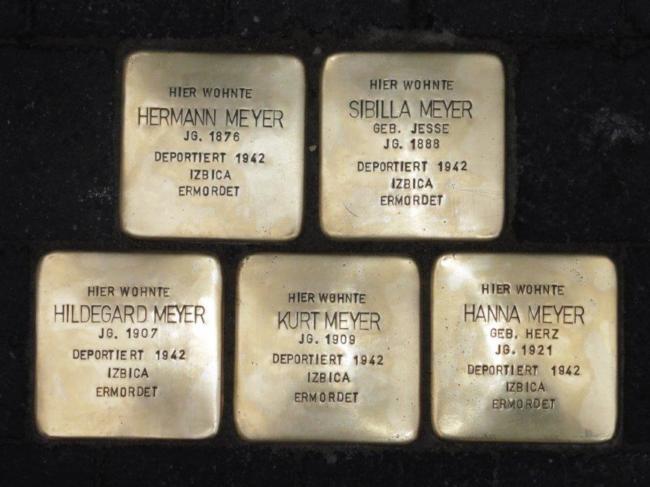 HIER WOHNTE
HERMANN MEYER
JG. 1876
DEPORTIERT 1942
IZBICA
ERMORDET
HIER WOHNTE
SIBILLA MEYER
GEB. JESSE
JG. 1888
DEPORTIERT 1942
IZBICA
ERMORDET
HIER WOHNTE
HILDEGARD MEYER
JG. 1907
DEPORTIERT 1942
IZBICA
ERMORDET
HIER WOHNTE
KURT MEYER
JG. 1909
DEPORTIERT 1942
IZBICA
ERMORDET
HIER WOHNTE
HANNA MEYER
GEB. HERZ
JG. 1921
DEPORTIERT 1942
IZBICA
ERMORDET